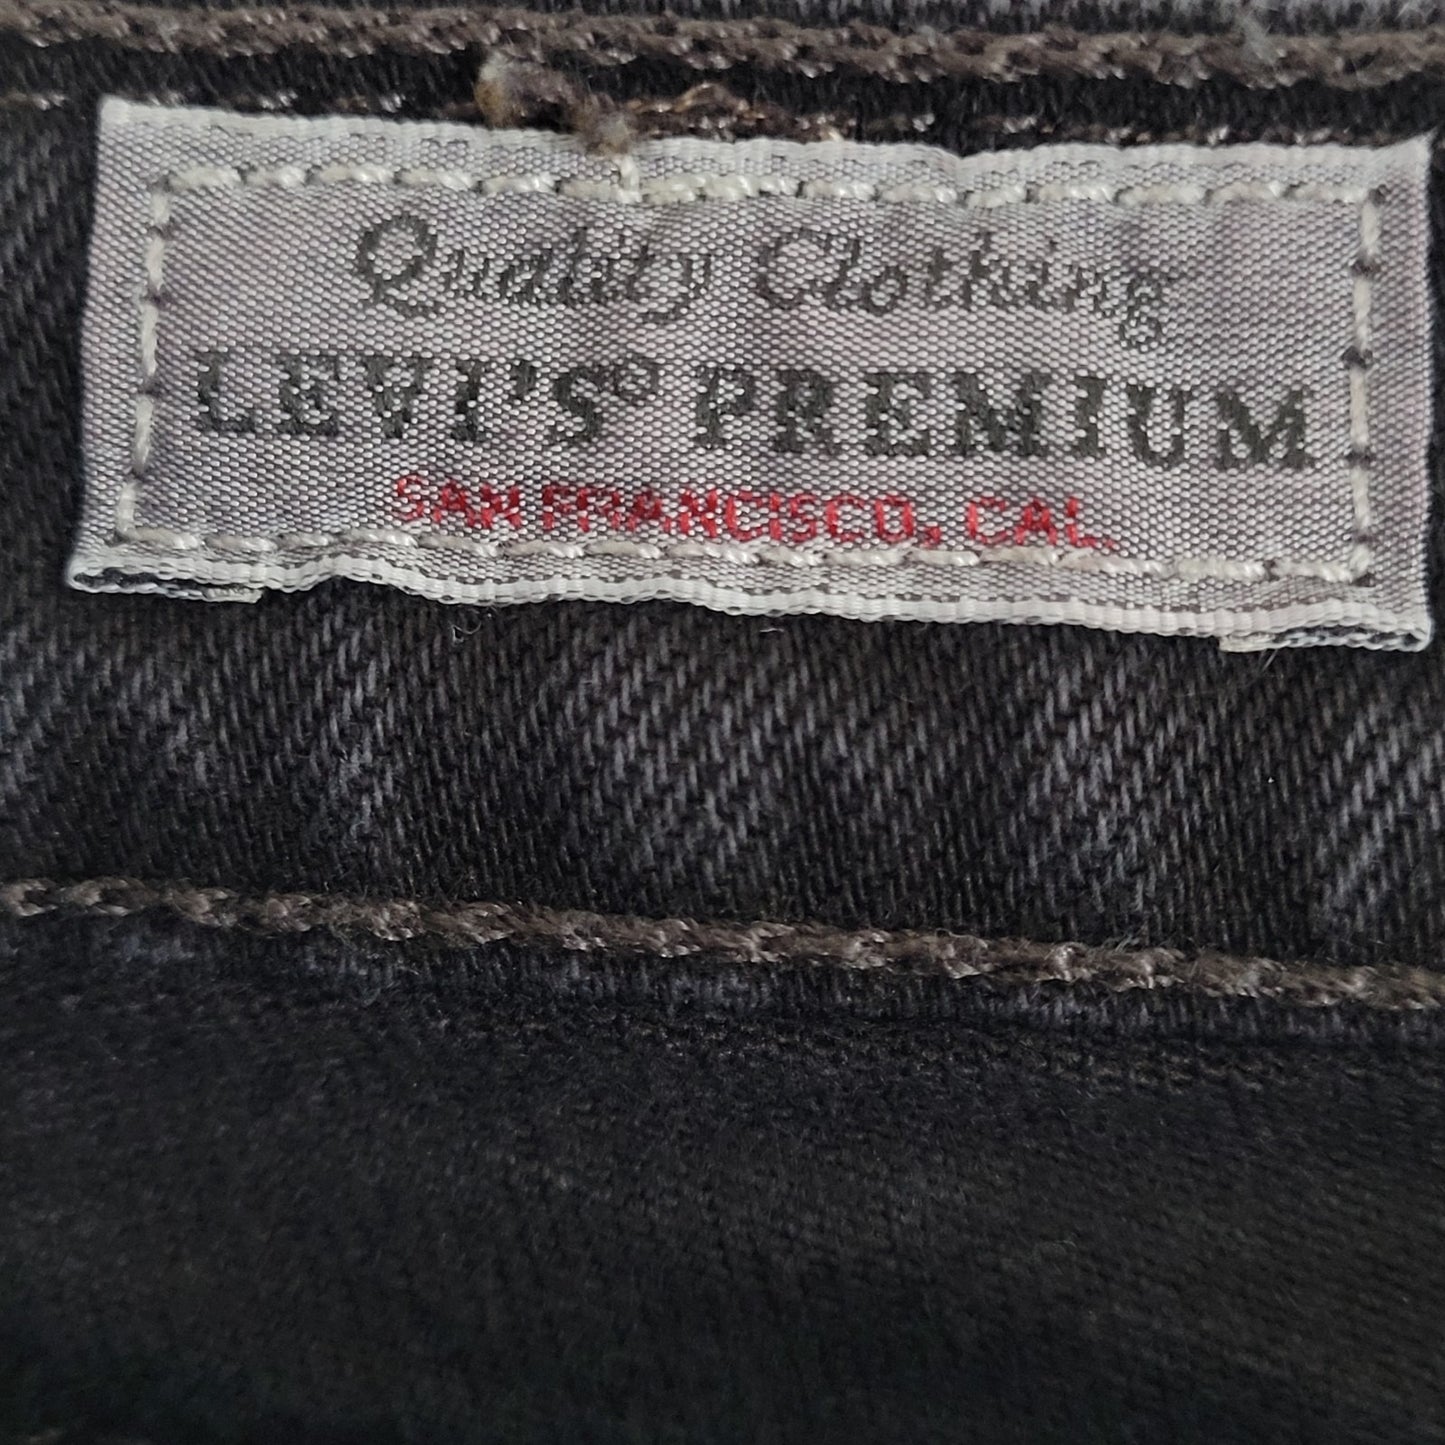 Quality Clothing
LEVI'S® PREMIUM
SAN FRANCISCO, CAL.